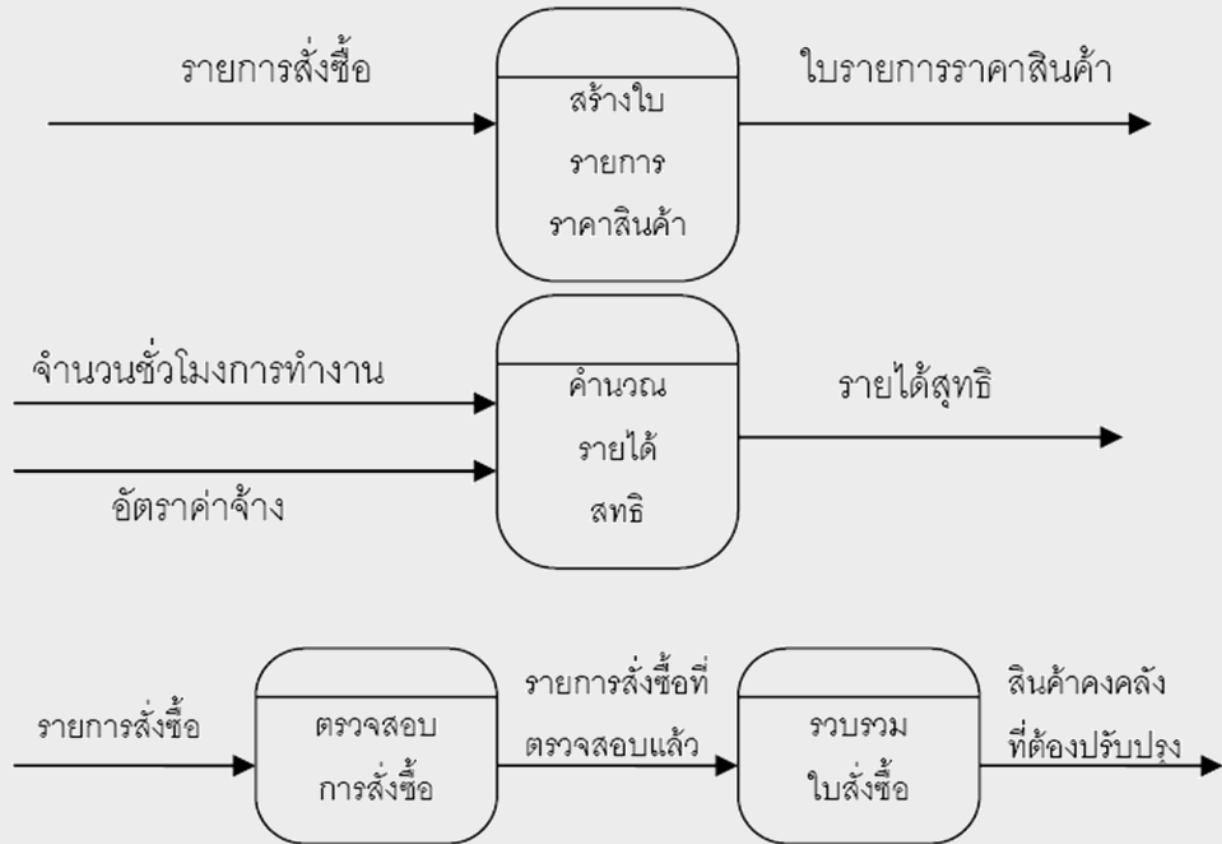 รายการสั่งซื้อ
สร้างใบ
รายการ
ราคาสินค้า
ใบรายการราคาสินค้า
จำนวนชั่วโมงการทำงาน
อัตราค่าจ้าง
คำนวณ
รายได้
สทธิ
รายได้สุทธิ
รายการสั่งซื้อ
ตรวจสอบ
การสั่งซื้อ
รายการสั่งซื้อที่
ตรวจสอบแล้ว
รวบรวม
ใบสั่งซื้อ
สินค้าคงคลัง
ที่ต้องปรับปรุง